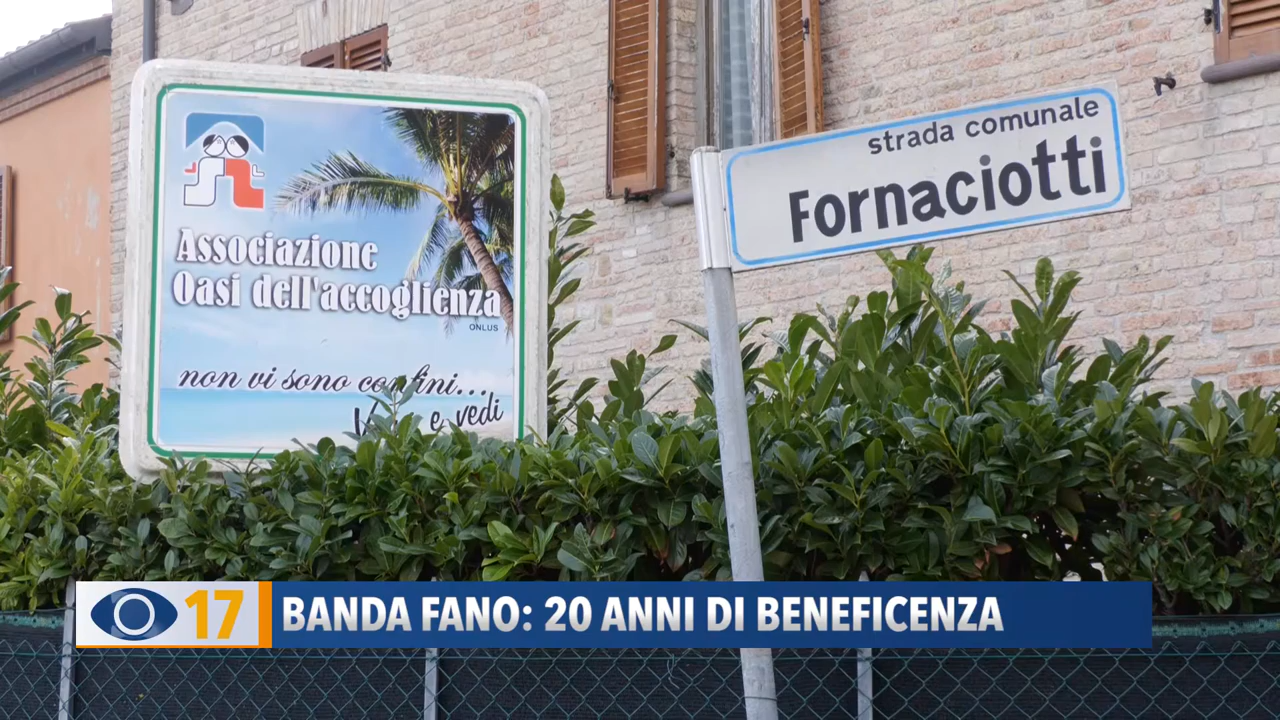 Associazione
Oasi dell'accoglienza
ONLUS
non vi sono confini...
e vedi
strada comunale
Fornaciotti
17
BANDA FANO: 20 ANNI DI BENEFICENZA